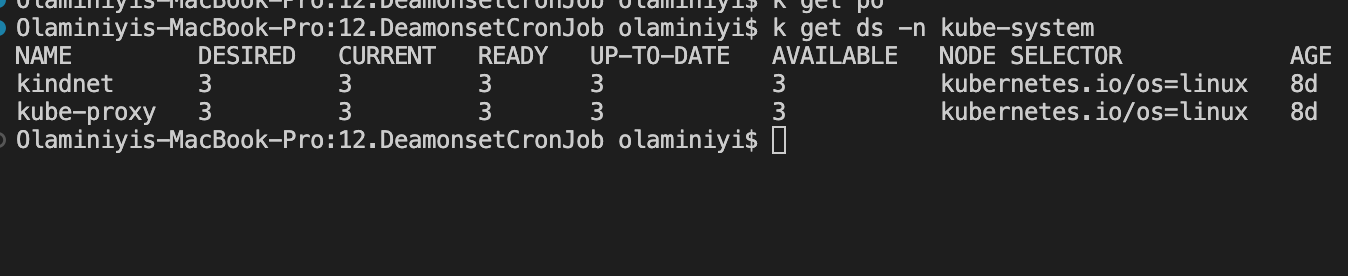 Olaminiyis-MacBook-Pro:12.DeamonsetCronJob olaminiyi$ k get po
Olaminiyis-MacBook-Pro:12.DeamonsetCronJob olaminiyi$ k get ds -n kube-system
NAME DESIRED CURRENT READY UP-TO-DATE AVAILABLE NODE SELECTOR AGE
kindnet 3 3 3 3 3 kubernetes.io/os=linux 8d
kube-proxy 3 3 3 3 3 kubernetes.io/os=linux 8d
Olaminiyis-MacBook-Pro:12.DeamonsetCronJob olaminiyi$